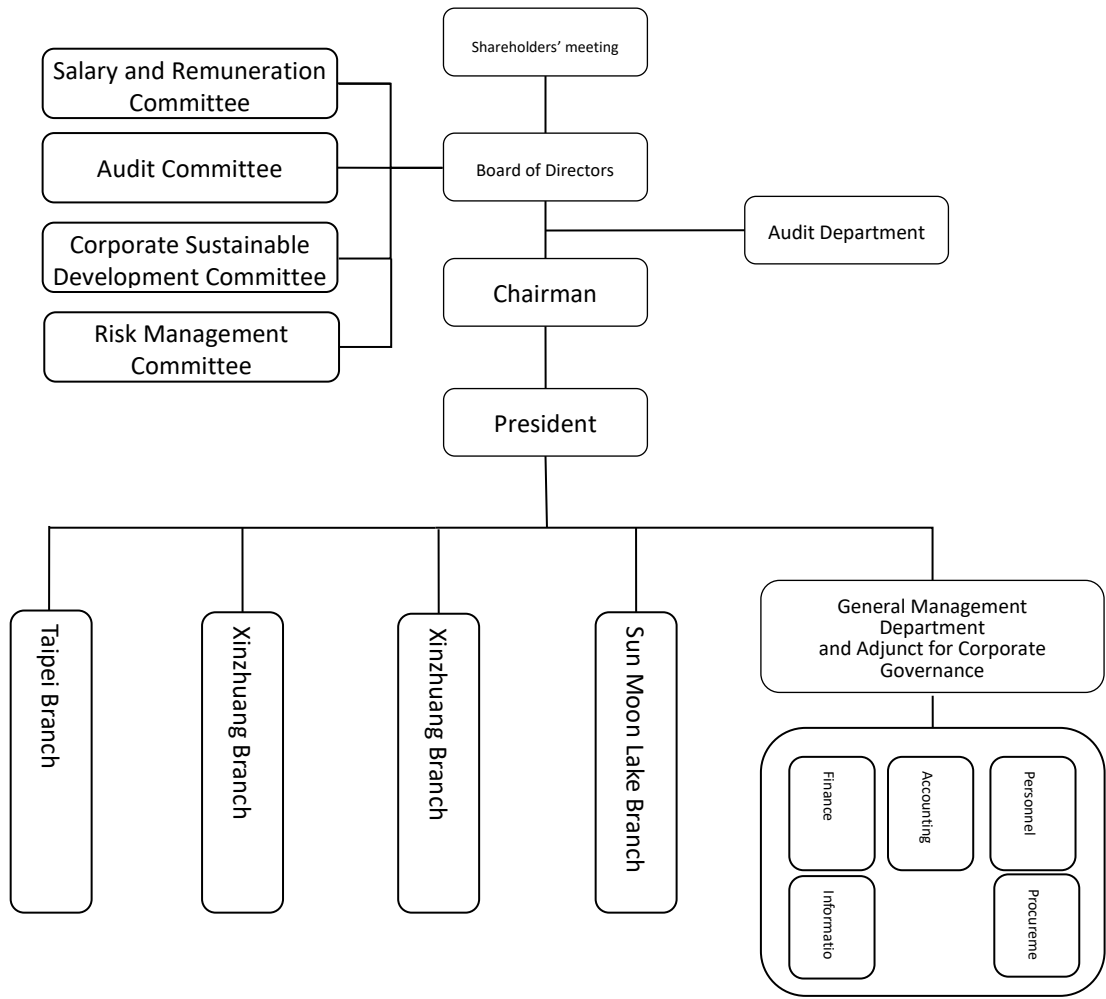 Shareholders' meeting
Salary and Remuneration
Committee
Audit Committee
Board of Directors
Audit Department
Corporate Sustainable
Development Committee
Chairman
Risk Management
Committee
President
Taipei Branch
Xinzhuang Branch
Xinzhuang Branch
Sun Moon Lake Branch
General Management
Department
and Adjunct for Corporate
Governance
Finance
Accounting
Personnel
Informatio
Procureme